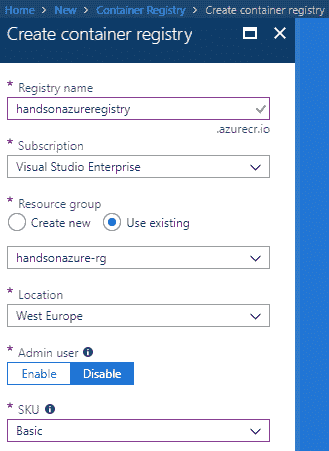 Home > New > Container Registry > Create container registry
Create container registry
* Registry name
handsonazureregistry
.azurecr.io
* Subscription
Visual Studio Enterprise
* Resource group
Create new Use existing
handsonazure-rg
* Location
West Europe
* Admin user
Enable Disable
* SKU
Basic